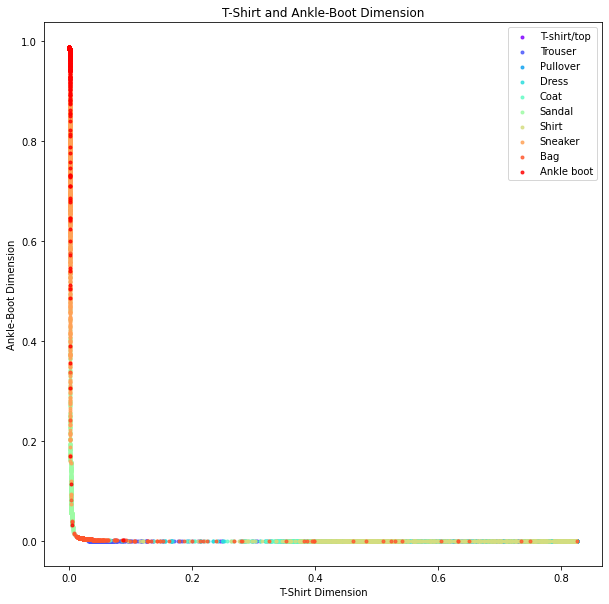 T-Shirt and Ankle-Boot Dimension
T-shirt/top
Trouser
Pullover
Dress
Coat
Sandal
Shirt
Sneaker
Bag
Ankle boot
Ankle-Boot Dimension
1.0
0.8
0.6
0.4
0.2
0.0
0.0 0.2 0.4 0.6 0.8
T-Shirt Dimension